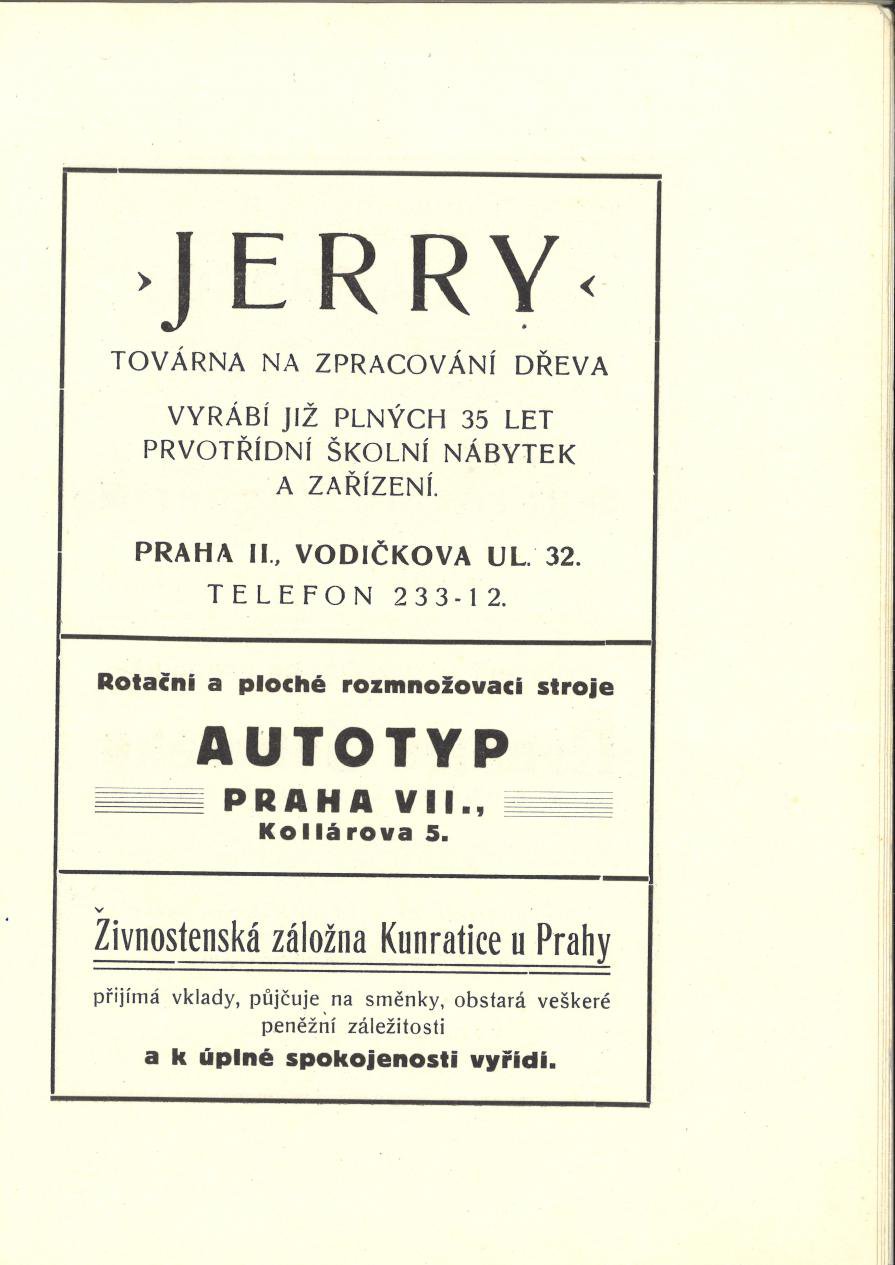 ›JERRY‹
TOVÁRNA NA ZPRACOVÁNÍ DŘEVA
VYRÁBÍ JIŽ PLNÝCH 35 LET
PRVOTŘÍDNÍ ŠKOLNÍ NÁBYTEK
A ZAŘÍZENÍ.
PRAHA II., VODIČKOVA UL. 32.
TELEFON 233-12.
Rotační a ploché rozmnožovací stroje
AUTOTYP
PRAHA VII.,
Kollárova 5.
Živnostenská záložna Kunratice u Prahy
přijímá vklady, půjčuje na směnky, obstará veškeré
peněžní záležitosti
a k úplné spokojenosti vyřídí.